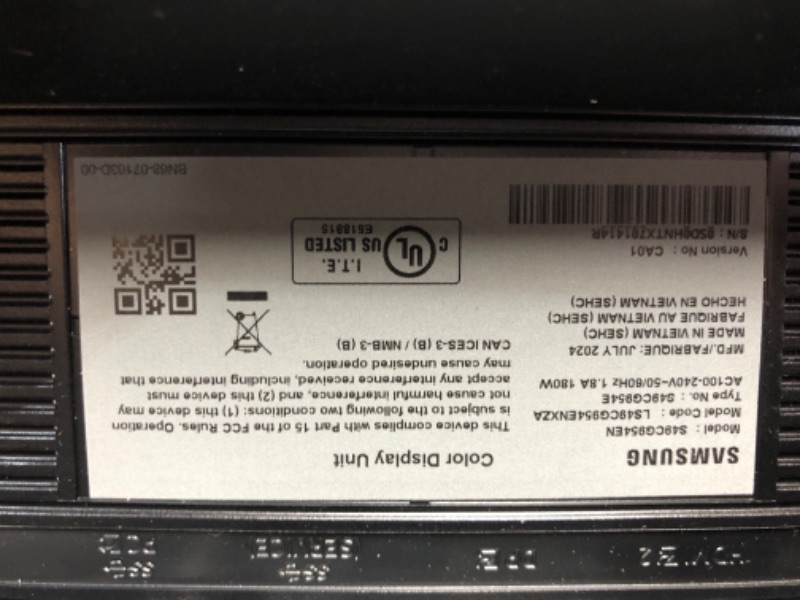 SAMSUNG
Color Display Unit
Model : S49CG954EN
Model Code : LS49CG954ENXZA
Type No. : S49CG954E
AC100-240V~50/60Hz 1.8A 180W
MFD./FABRIQUE: JULY 2024
MADE IN VIETNAM (SEHC)
FABRIQUE AU VIETNAM (SEHC)
HECHO EN VIETNAM (SEHC)
Version No : CA01
This device complies with Part 15 of the FCC Rules. Operation
is subject to the following two conditions: (1) this device may
not cause harmful interference, and (2) this device must
accept any interference received, including interference that
may cause undesired operation.
CAN ICES-3 (B) / NMB-3 (B)
I.T.E.
C UL US LISTED
E518815
BN68-07103D-00
HDMI 2
SERVICE